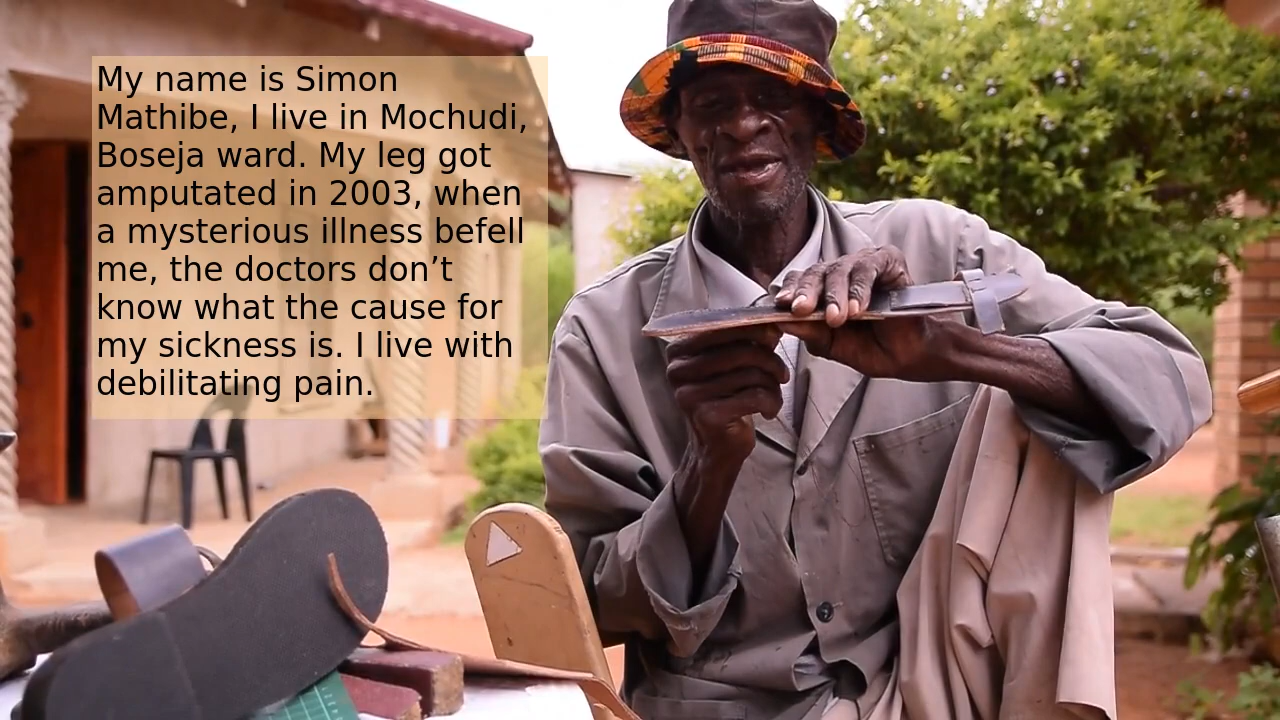 My name is Simon
Mathibe, I live in Mochudi,
Boseja ward. My leg got
amputated in 2003, when
a mysterious illness befell
me, the doctors don’t
know what the cause for
my sickness is. I live with
debilitating pain.